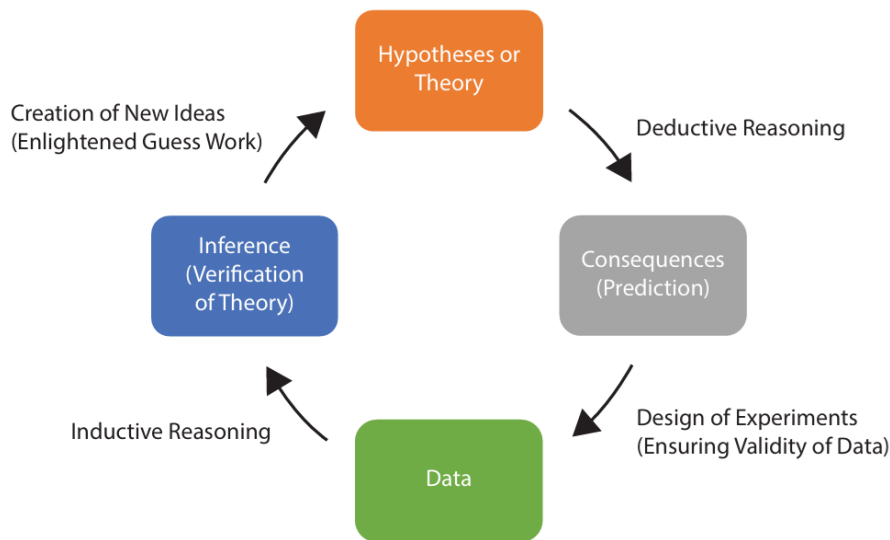 Hypotheses or
Theory
Creation of New Ideas
(Enlightened Guess Work)
Deductive Reasoning
Inference
(Verification
of Theory)
Consequences
(Prediction)
Inductive Reasoning
Design of Experiments
(Ensuring Validity of Data)
Data